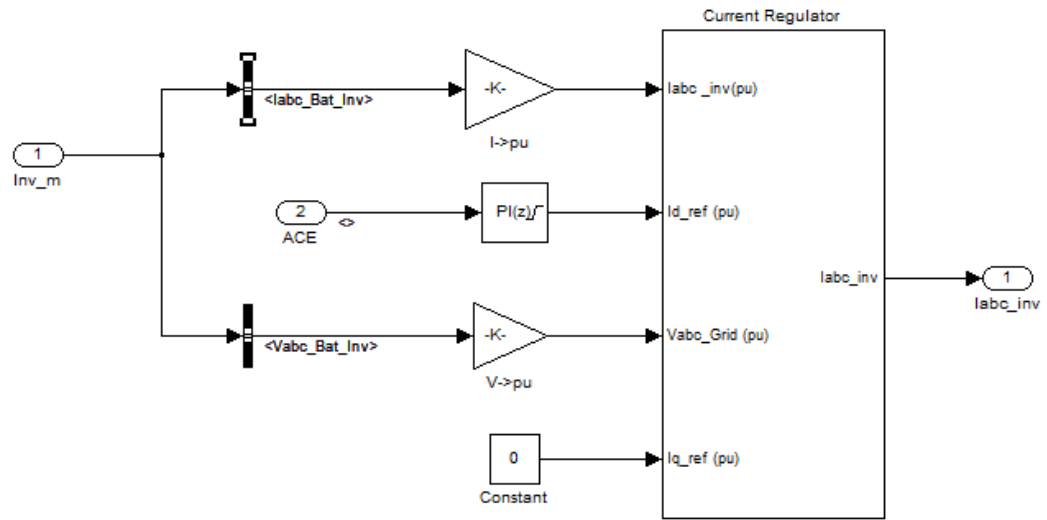 Current Regulator
<Iabc_Bat_Inv>
-K-
I->pu
Iabc _inv(pu)
1
Inv_m
2
ACE
<>
PI(z)
Id_ref (pu)
Iabc_inv
1
Iabc_inv
<Vabc_Bat_Inv>
-K-
V->pu
Vabc_Grid (pu)
0
Constant
Iq_ref (pu)